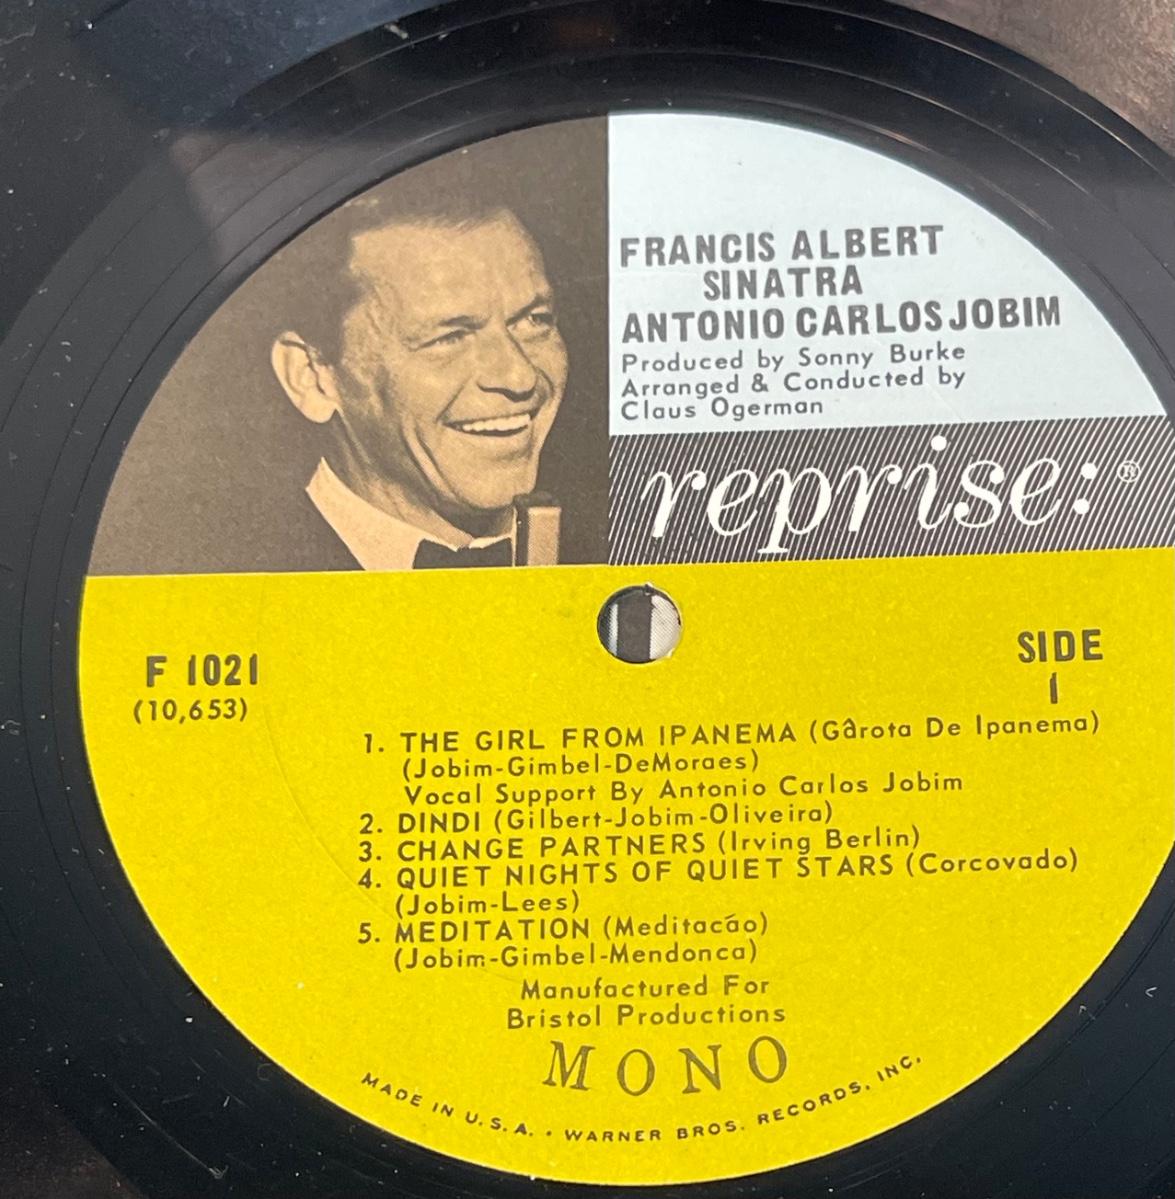 FRANCIS ALBERT
SINATRA
ANTONIO CARLOS JOBIM
Produced by Sonny Burke
Arranged & Conducted by
Claus Ogerman
reprise:®
F 1021
(10,653)
SIDE
1
1. THE GIRL FROM IPANEMA (Gârota De Ipanema)
(Jobim-Gimbel-DeMoraes)
Vocal Support By Antonio Carlos Jobim
2. DINDI (Gilbert-Jobim-Oliveira)
3. CHANGE PARTNERS (Irving Berlin)
4. QUIET NIGHTS OF QUIET STARS (Corcovado)
(Jobim-Lees)
5. MEDITATION (Meditacáo)
(Jobim-Gimbel-Mendonca)
Manufactured For
Bristol Productions
MONO
MADE IN U.S.A. • WARNER BROS. RECORDS, INC.